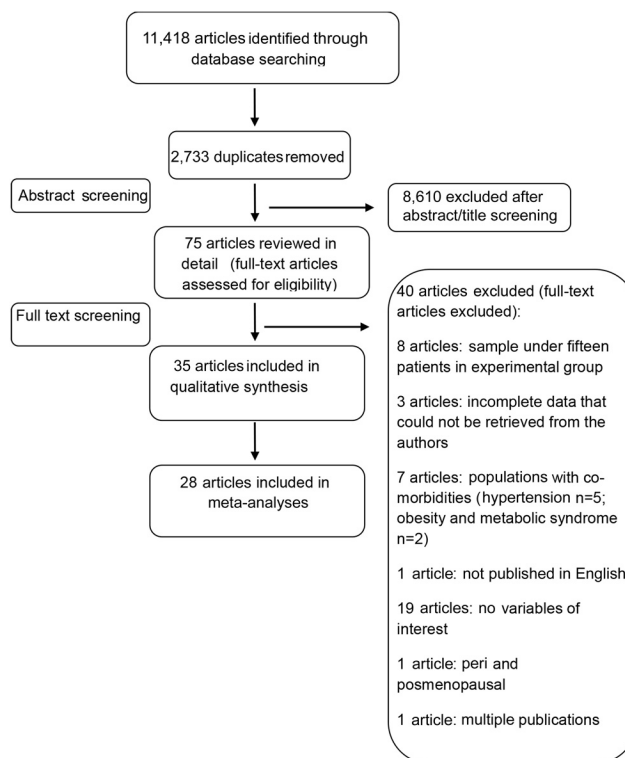 11,418 articles identified through
database searching
2,733 duplicates removed
Abstract screening
8,610 excluded after
abstract/title screening
75 articles reviewed in
detail (full-text articles
assessed for eligibility)
Full text screening
40 articles excluded (full-text
articles excluded):
8 articles: sample under fifteen
patients in experimental group
3 articles: incomplete data that
could not be retrieved from the
authors
7 articles: populations with co-
morbidities (hypertension n=5;
obesity and metabolic syndrome
n=2)
1 article: not published in English
19 articles: no variables of
interest
1 article: peri and
posmenopausal
1 article: multiple publications
35 articles included in
qualitative synthesis
28 articles included in
meta-analyses